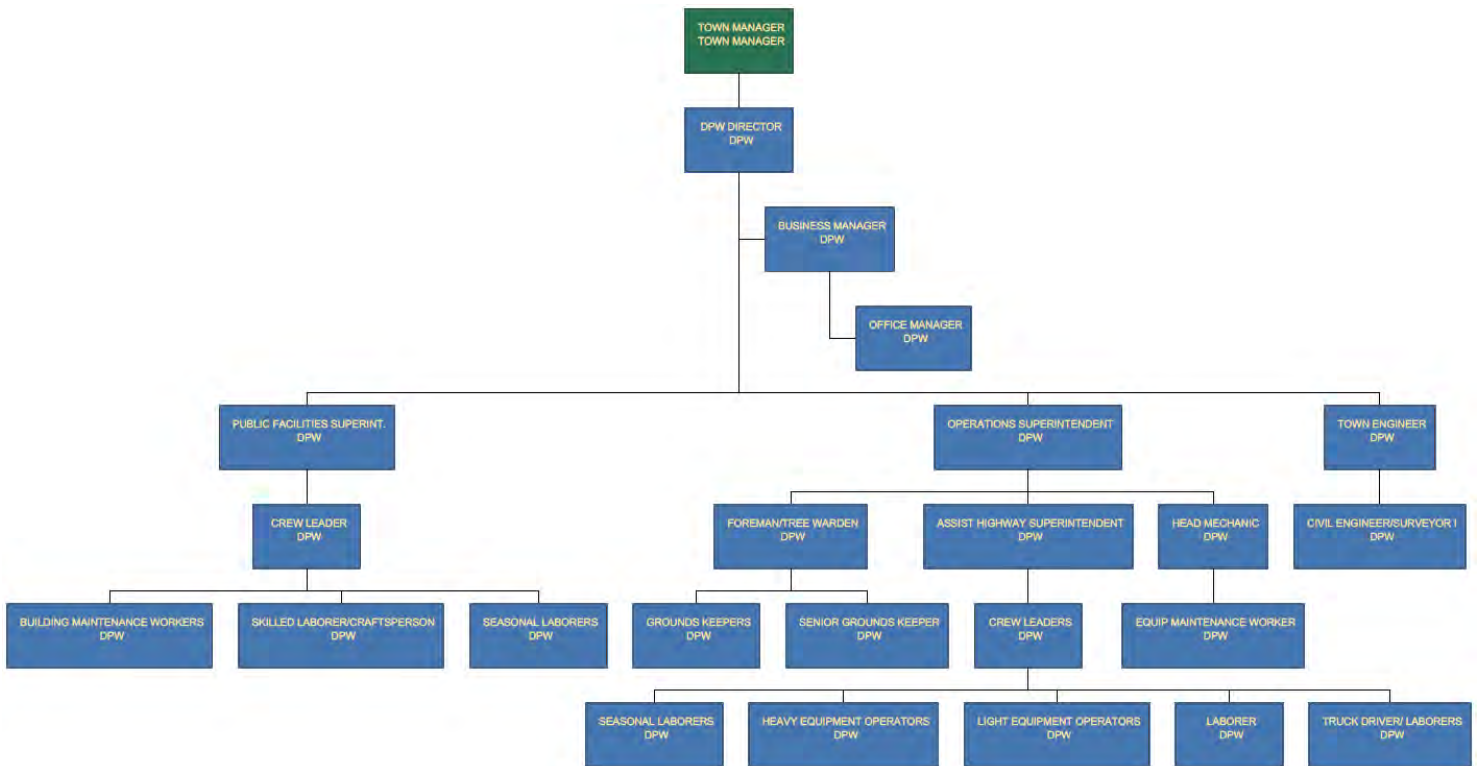 TOWN MANAGER
TOWN MANAGER
DPW DIRECTOR
DPW
BUSINESS MANAGER
DPW
OFFICE MANAGER
DPW
PUBLIC FACILITIES SUPERINT.
DPW
OPERATIONS SUPERINTENDENT
DPW
TOWN ENGINEER
DPW
CREW LEADER
DPW
FOREMAN/TREE WARDEN
DPW
ASSIST HIGHWAY SUPERINTENDENT
DPW
HEAD MECHANIC
DPW
CIVIL ENGINEER/SURVEYOR I
DPW
BUILDING MAINTENANCE WORKERS
DPW
SKILLED LABORER/CRAFTSPERSON
DPW
SEASONAL LABORERS
DPW
GROUNDS KEEPERS
DPW
SENIOR GROUNDS KEEPER
DPW
CREW LEADERS
DPW
EQUIP MAINTENANCE WORKER
DPW
SEASONAL LABORERS
DPW
HEAVY EQUIPMENT OPERATORS
DPW
LIGHT EQUIPMENT OPERATORS
DPW
LABORER
DPW
TRUCK DRIVER/ LABORERS
DPW